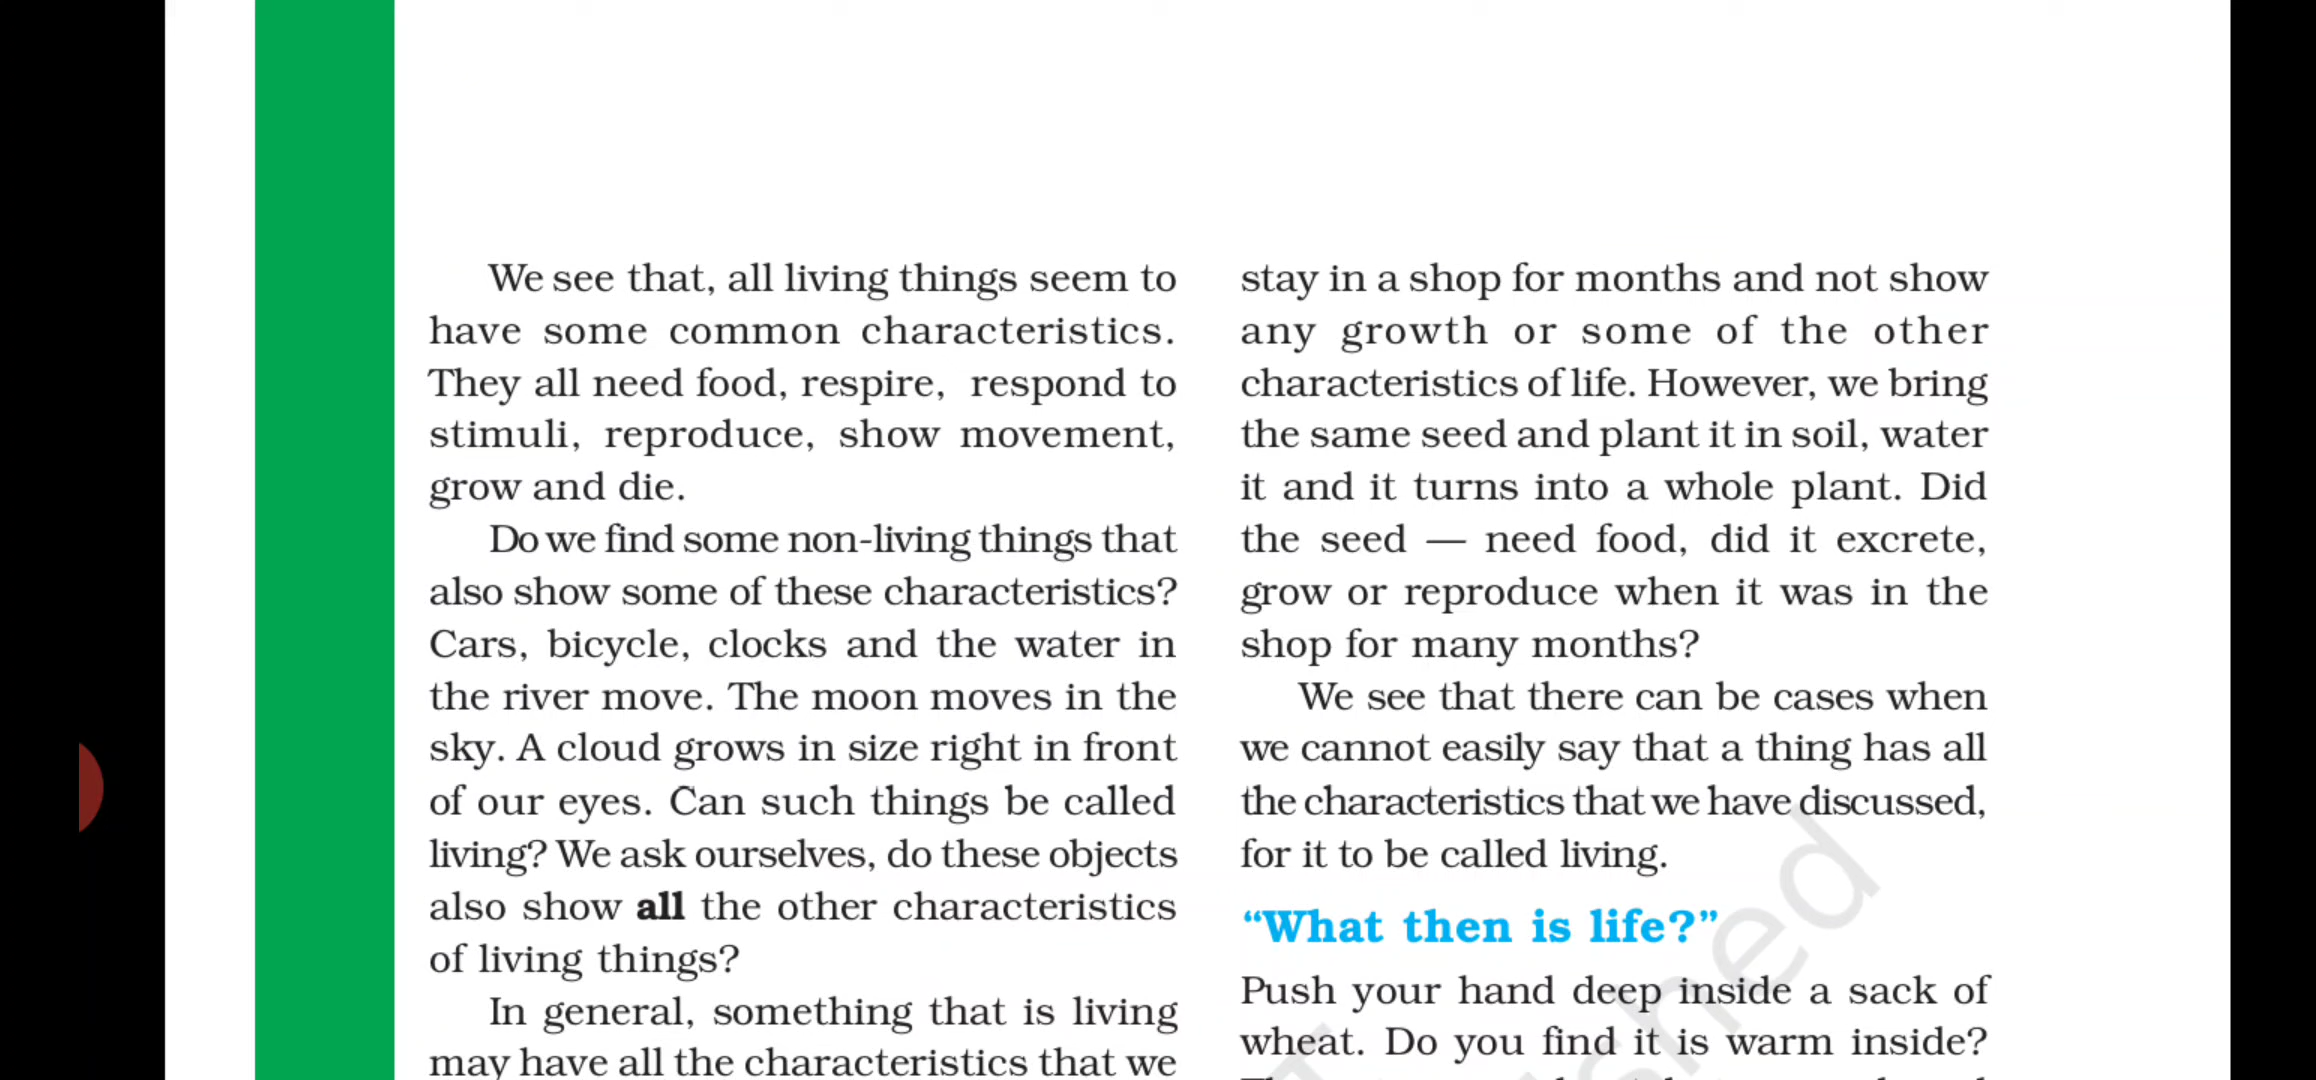 We see that, all living things seem to
have some common characteristics.
They all need food, respire, respond to
stimuli, reproduce, show movement,
grow and die.
Do we find some non-living things that
also show some of these characteristics?
Cars, bicycle, clocks and the water in
the river move. The moon moves in the
sky. A cloud grows in size right in front
of our eyes. Can such things be called
living? We ask ourselves, do these objects
also show all the other characteristics
of living things?
In general, something that is living
may have all the characteristics that we
stay in a shop for months and not show
any growth or some of the other
characteristics of life. However, we bring
the same seed and plant it in soil, water
it and it turns into a whole plant. Did
the seed — need food, did it excrete,
grow or reproduce when it was in the
shop for many months?
We see that there can be cases when
we cannot easily say that a thing has all
the characteristics that we have discussed,
for it to be called living.
“What then is life?”
Push your hand deep inside a sack of
wheat. Do you find it is warm inside?